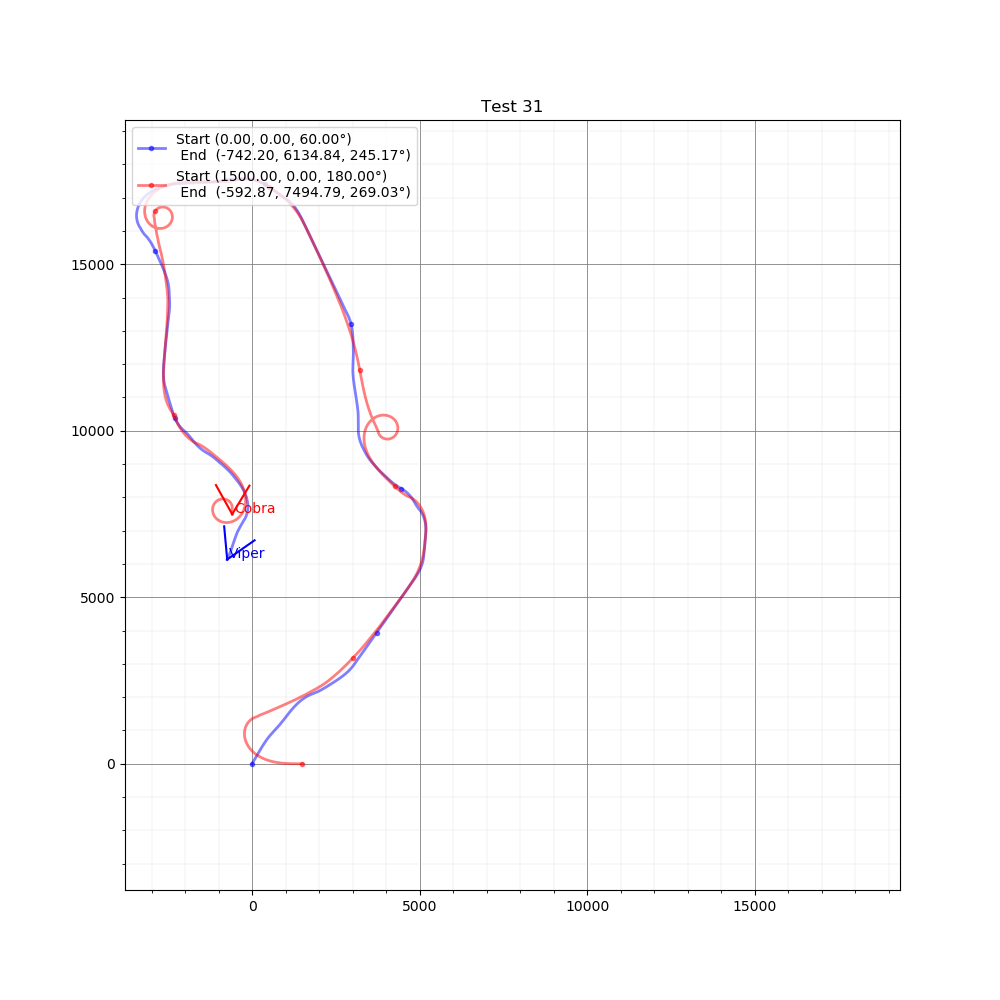 Test 31
Start (0.00, 0.00, 60.00°)
End (-742.20, 6134.84, 245.17°)
Start (1500.00, 0.00, 180.00°)
End (-592.87, 7494.79, 269.03°)
15000
10000
Cobra
Viper
5000
0
0
5000
10000
15000